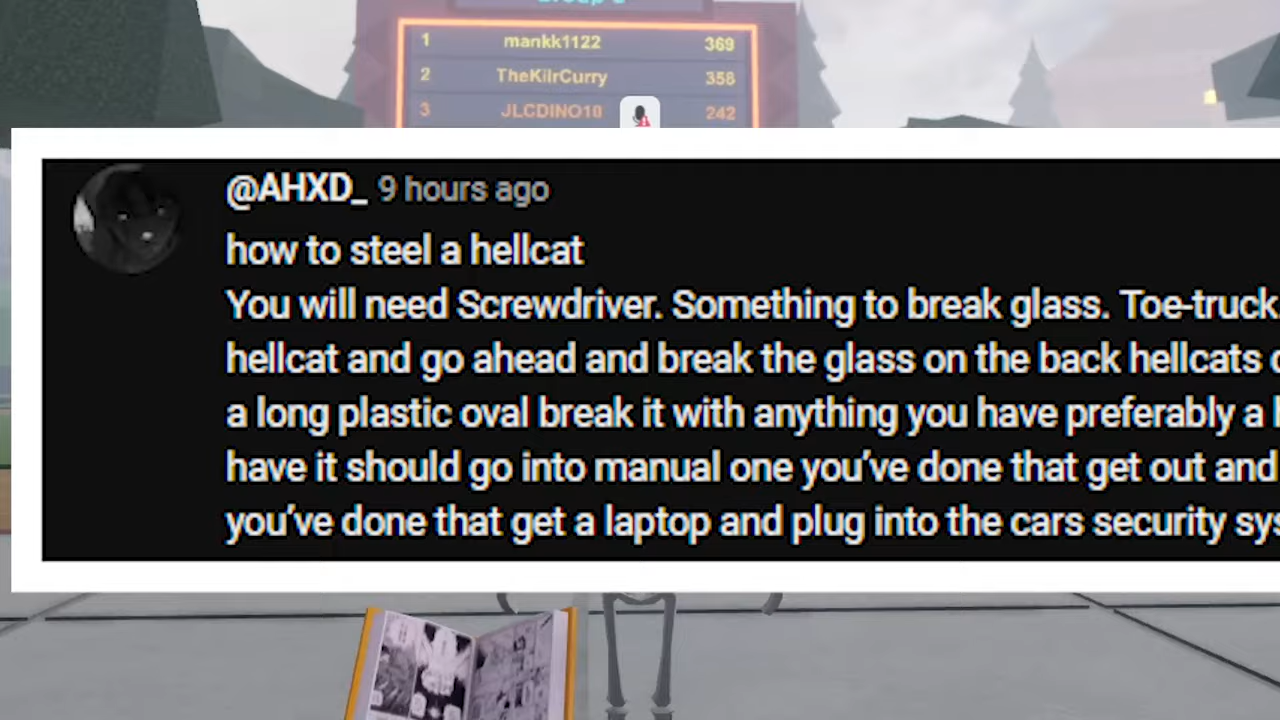 1 mankk1122 369
2 TheKilrCurry 358
3 JLCDINO10 242
@AHXD_ 9 hours ago
how to steel a hellcat
You will need Screwdriver. Something to break glass. Toe-truck.
hellcat and go ahead and break the glass on the back hellcats
a long plastic oval break it with anything you have preferably a
have it should go into manual one you’ve done that get out and
you’ve done that get a laptop and plug into the cars security